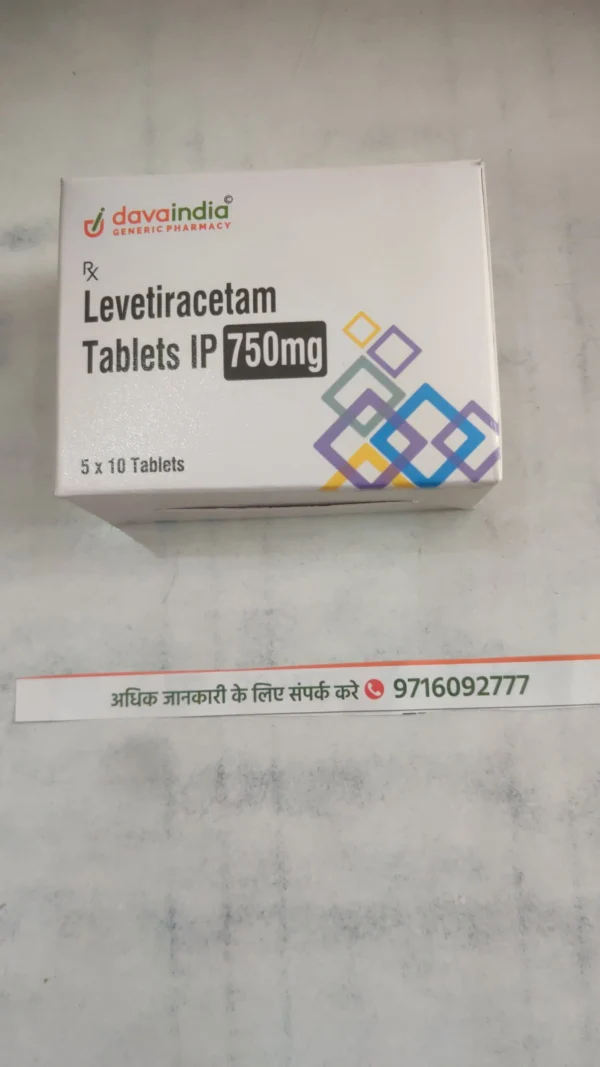 davaindia©
GENERIC PHARMACY
Rx
Levetiracetam
Tablets IP 750mg
5 x 10 Tablets
अधिक जानकारी के लिए संपर्क करे 9716092777